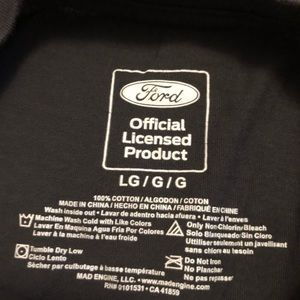 Ford
Official
Licensed
Product
LG / G / G
100% COTTON / ALGODON / COTON
MADE IN CHINA / HECHO EN CHINA / FABRIQUÉ EN CHINE
Wash inside out • Lavar de adentro hacia afuera • Laver à l'envers
Machine Wash Cold with Like Colors
Lavar En Maquina Agua Fria Por Colores
Laver à la machine à l'eau froide
Only Non-Chlorin/Bleach
Solo Blanqueado/Sin Cloro
Utiliser seulement un javellisant sans chlore
Tumble Dry Low
Ciclo Lento
Sécher par culbutage à basse température
Do Not Iron
No Planchar
Ne pas repasser
MAD ENGINE, LLC. • www.madengine.com
RN# 0101531 • CA 41859